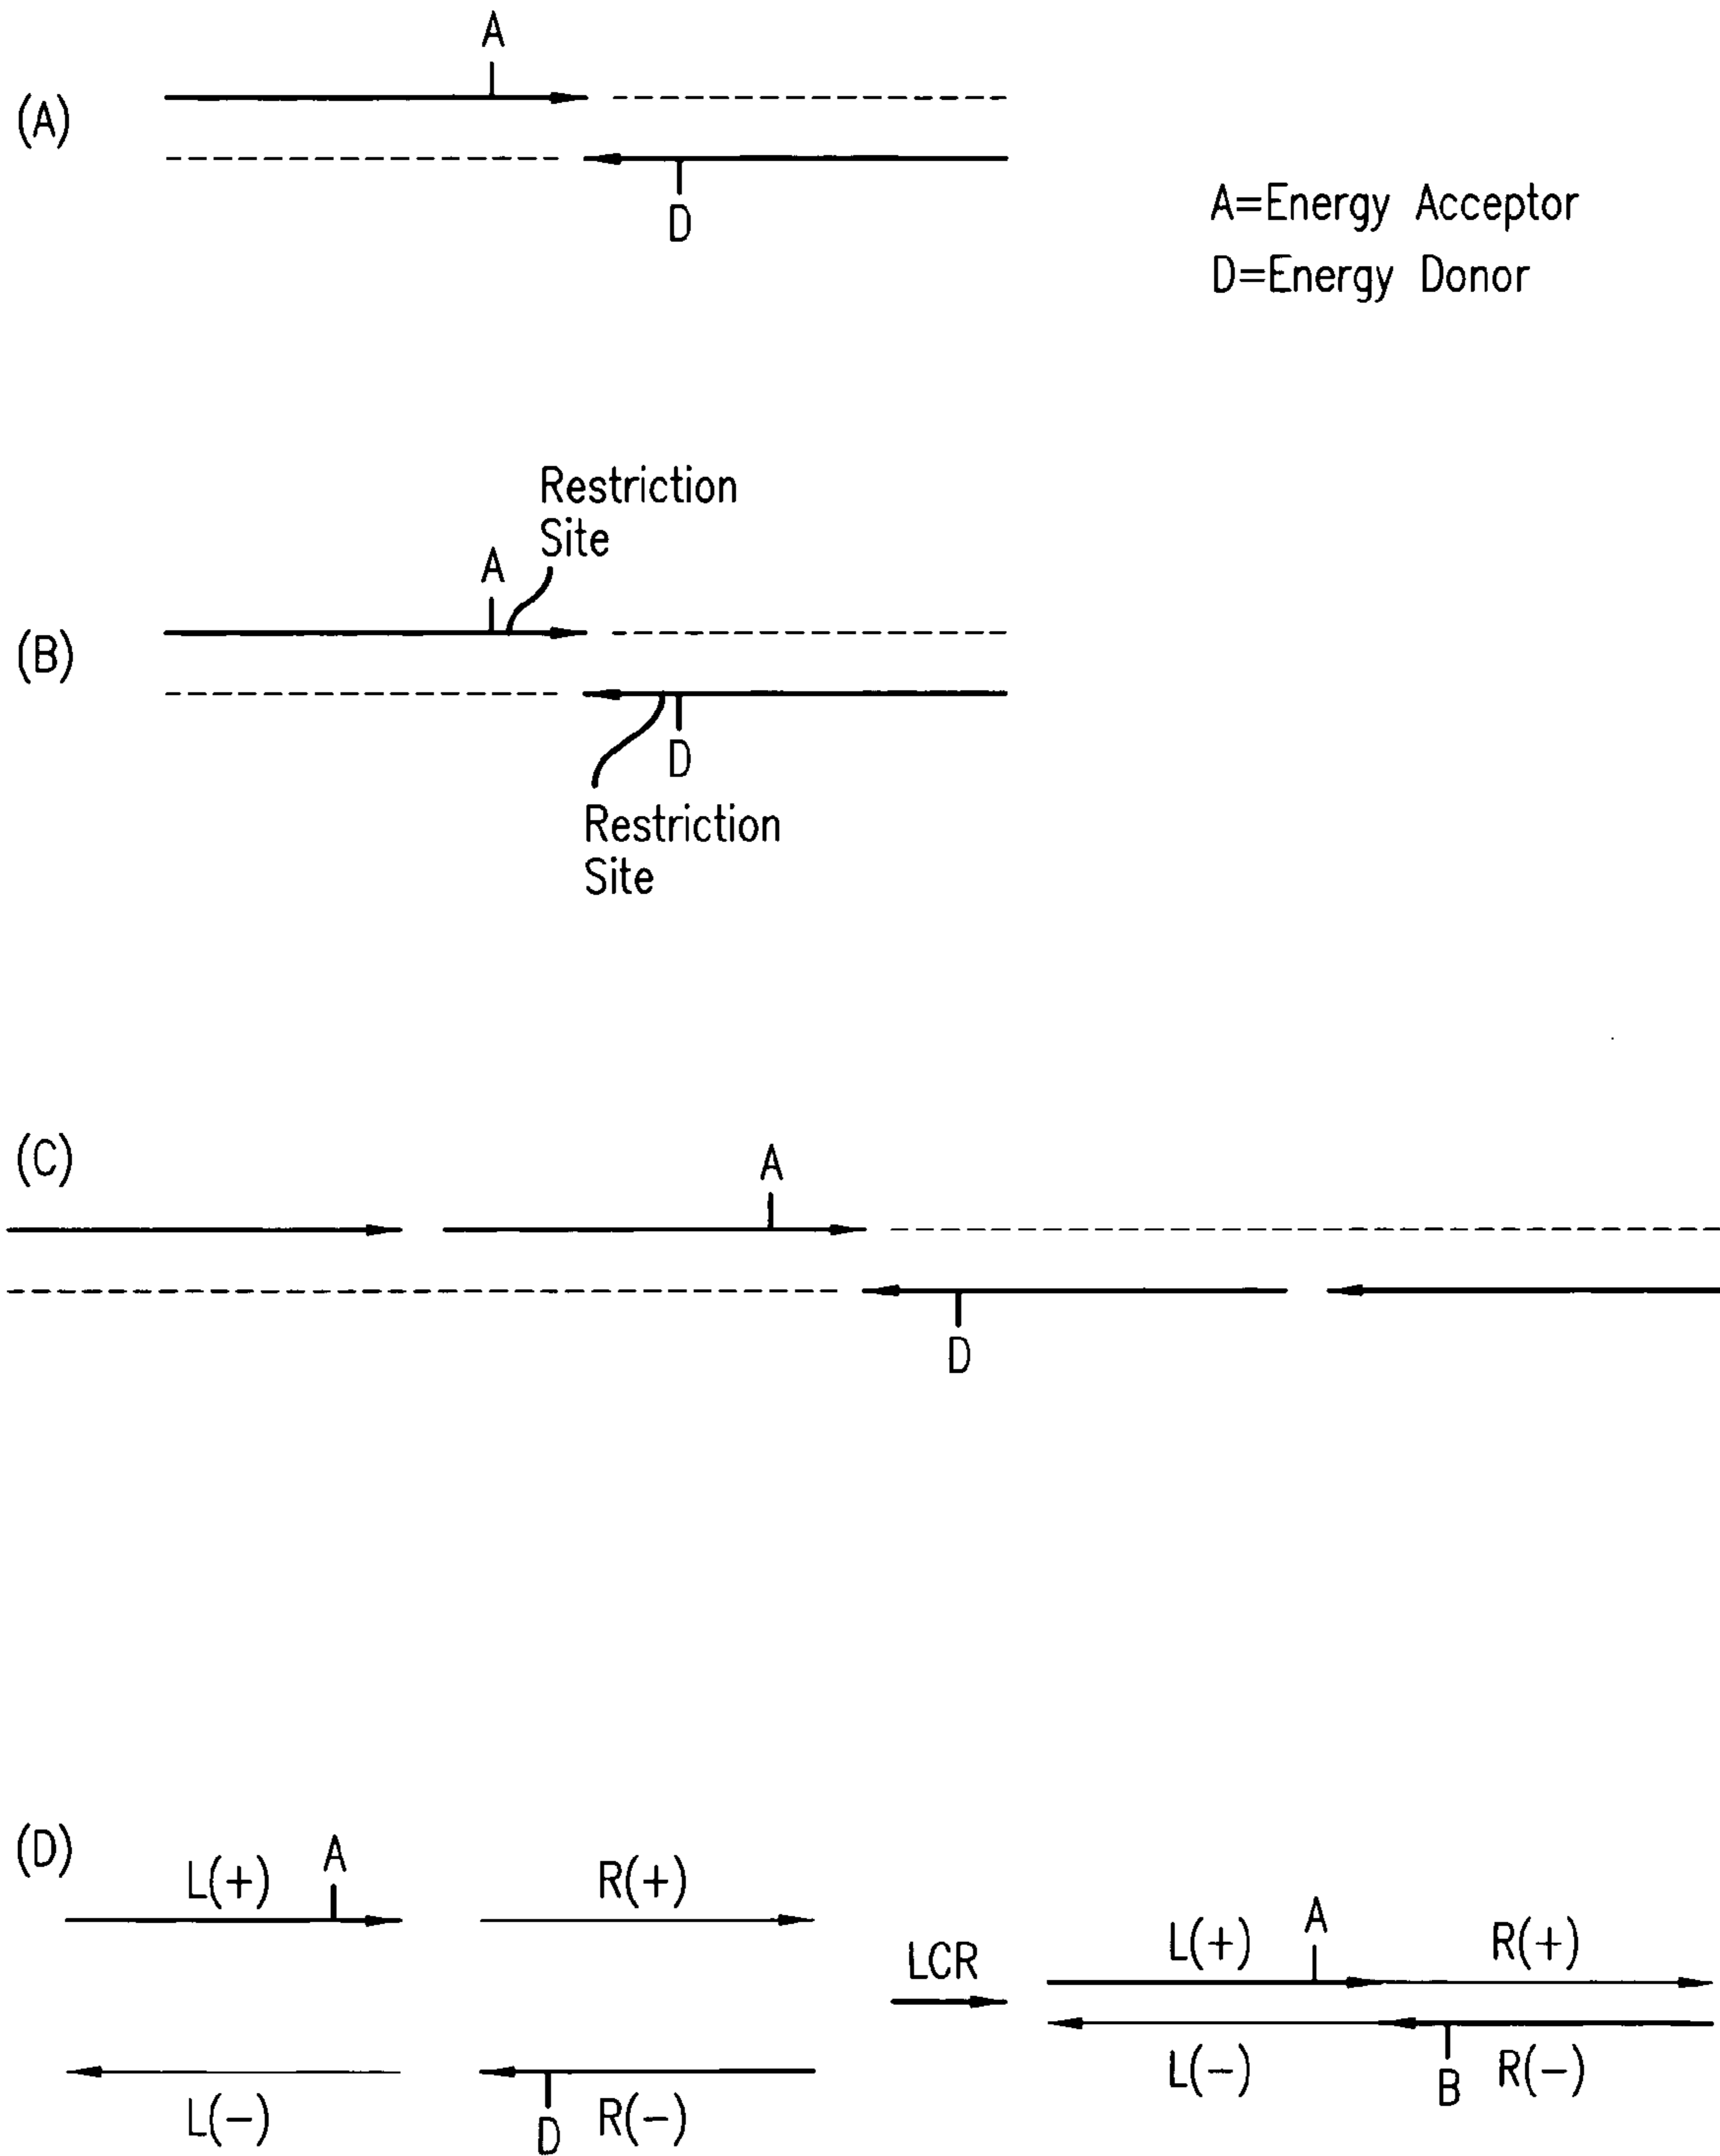 (A)
A
D
A=Energy Acceptor
D=Energy Donor
(B)
Restriction
Site
A
D
Restriction
Site
(C)
A
D
(D)
L(+)
A
R(+)
L(−)
D
R(−)
LCR
L(+)
A
R(+)
L(−)
B
R(−)